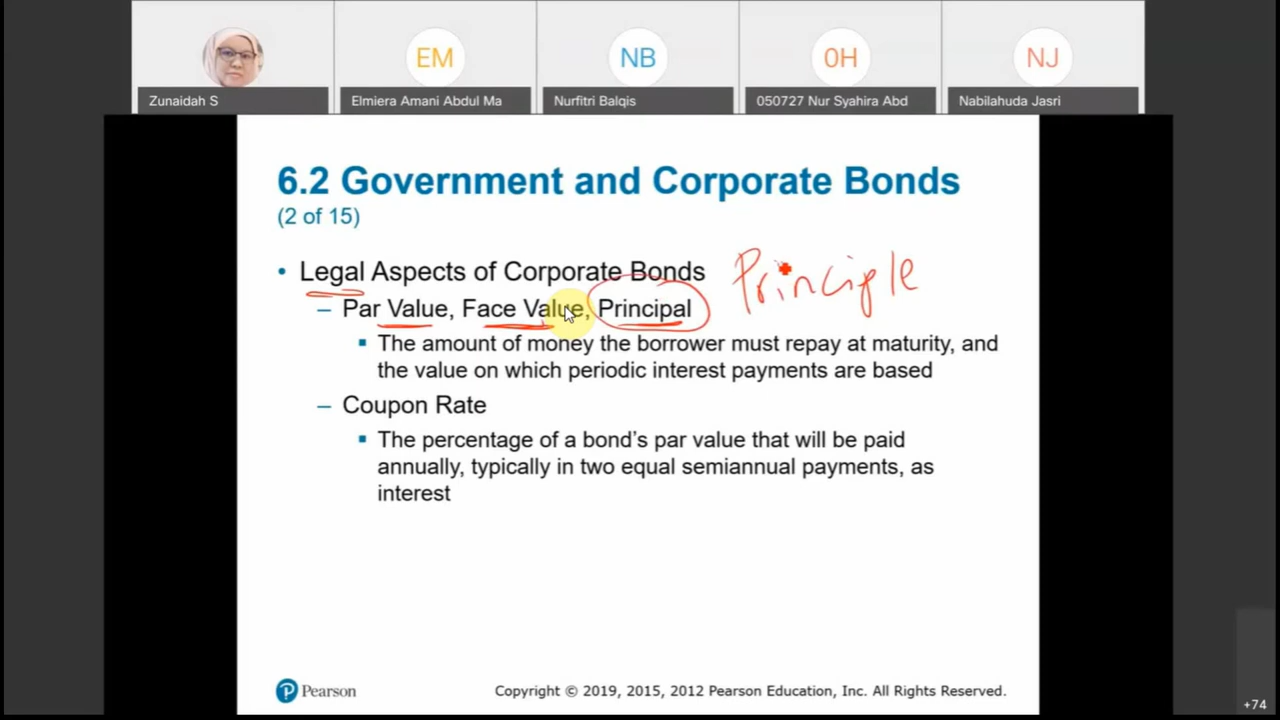 EM
NB
0H
NJ
Zunaidah S
Elmiera Amani Abdul Ma
Nurfitri Balqis
050727 Nur Syahira Abd
Nabilahuda Jasri
6.2 Government and Corporate Bonds
(2 of 15)
• Legal Aspects of Corporate Bonds
Principle
– Par Value, Face Value, Principal
▪ The amount of money the borrower must repay at maturity, and
the value on which periodic interest payments are based
– Coupon Rate
▪ The percentage of a bond's par value that will be paid
annually, typically in two equal semiannual payments, as
interest
P Pearson
Copyright © 2019, 2015, 2012 Pearson Education, Inc. All Rights Reserved.
+74